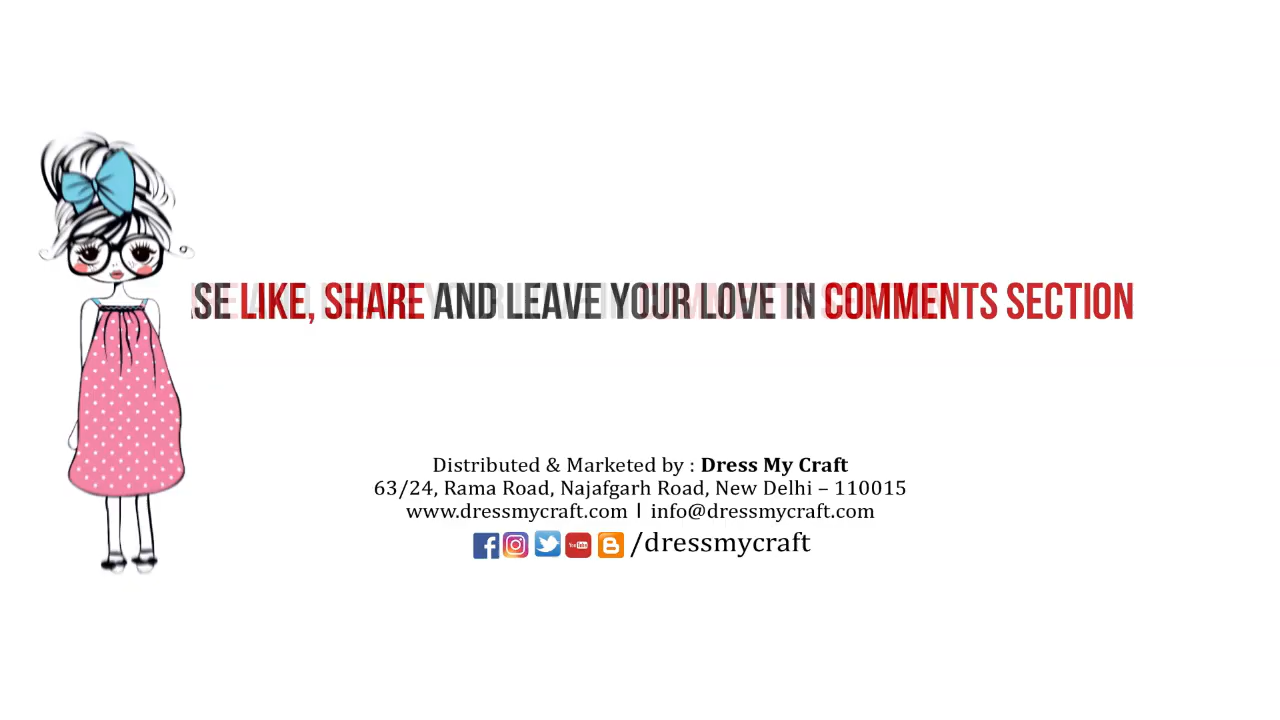 ASE LIKE, SHARE AND LEAVE YOUR LOVE IN COMMENTS SECTION
Distributed & Marketed by : Dress My Craft
63/24, Rama Road, Najafgarh Road, New Delhi – 110015
www.dressmycraft.com | info@dressmycraft.com
/dressmycraft